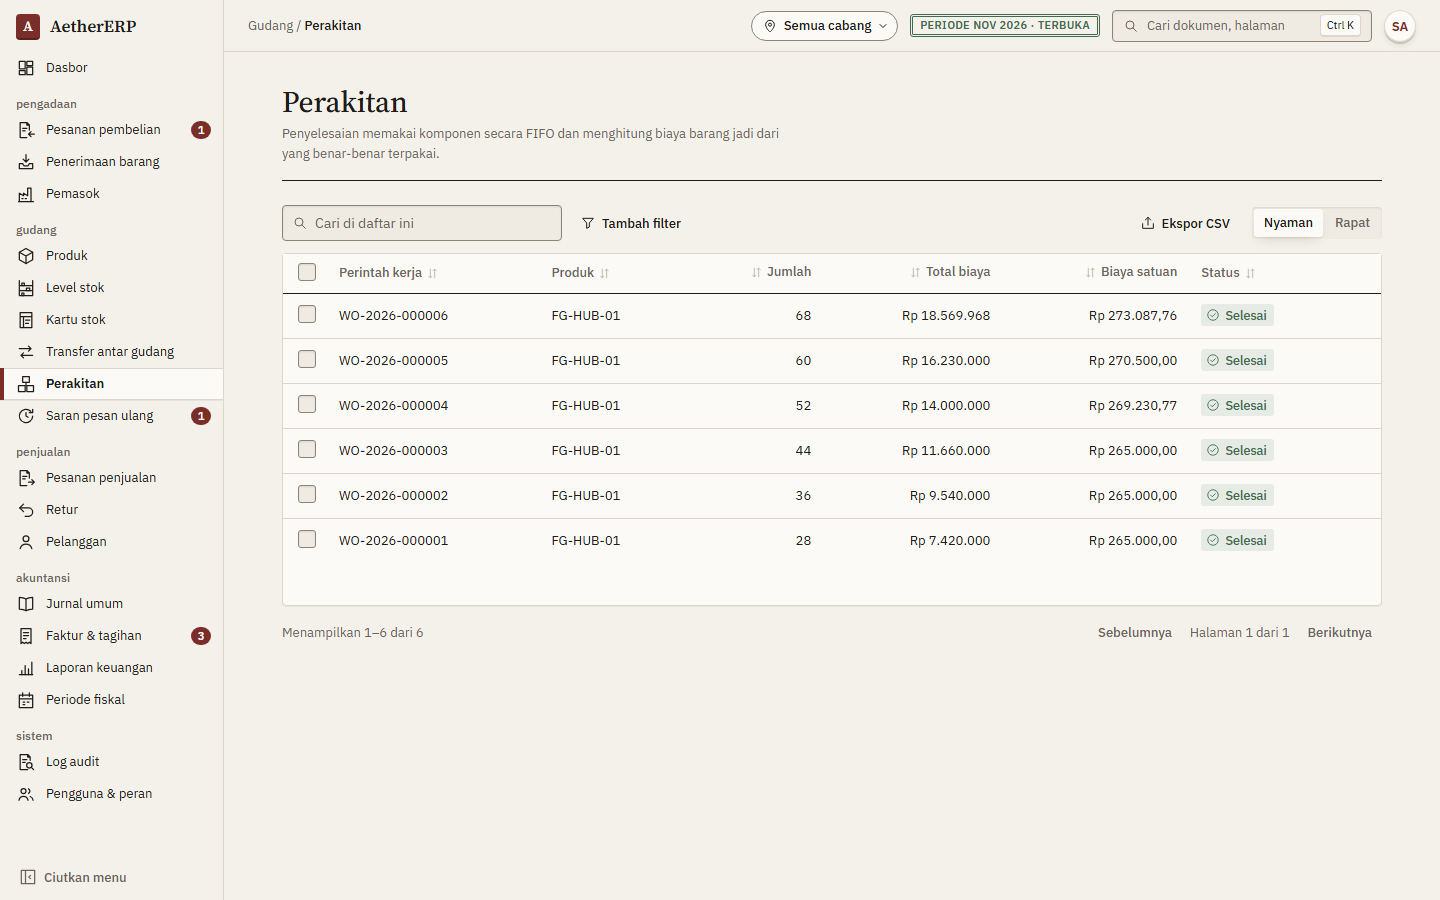 A AetherERP
Dasbor
pengadaan
Pesanan pembelian 1
Penerimaan barang
Pemasok
gudang
Produk
Level stok
Kartu stok
Transfer antar gudang
Perakitan
Saran pesan ulang 1
penjualan
Pesanan penjualan
Retur
Pelanggan
akuntansi
Jurnal umum
Faktur & tagihan 3
Laporan keuangan
Periode fiskal
sistem
Log audit
Pengguna & peran
Ciutkan menu
Gudang / Perakitan
Semua cabang
PERIODE NOV 2026 · TERBUKA
Cari dokumen, halaman Ctrl K
SA
Perakitan
Penyelesaian memakai komponen secara FIFO dan menghitung biaya barang jadi dari
yang benar-benar terpakai.
Cari di daftar ini
Tambah filter
Ekspor CSV
Nyaman Rapat
Perintah kerja Produk Jumlah Total biaya Biaya satuan Status
WO-2026-000006 FG-HUB-01 68 Rp 18.569.968 Rp 273.087,76 Selesai
WO-2026-000005 FG-HUB-01 60 Rp 16.230.000 Rp 270.500,00 Selesai
WO-2026-000004 FG-HUB-01 52 Rp 14.000.000 Rp 269.230,77 Selesai
WO-2026-000003 FG-HUB-01 44 Rp 11.660.000 Rp 265.000,00 Selesai
WO-2026-000002 FG-HUB-01 36 Rp 9.540.000 Rp 265.000,00 Selesai
WO-2026-000001 FG-HUB-01 28 Rp 7.420.000 Rp 265.000,00 Selesai
Menampilkan 1–6 dari 6
Sebelumnya Halaman 1 dari 1 Berikutnya